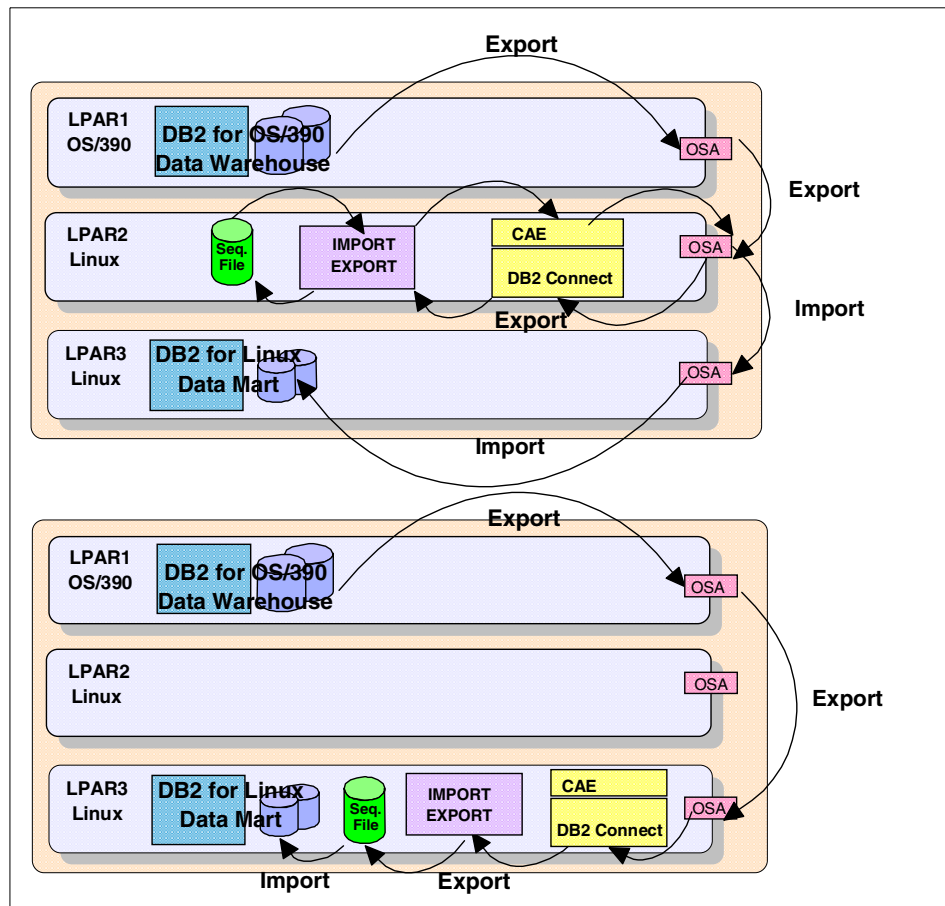 Export
LPAR1
OS/390
DB2 for OS/390
Data Warehouse
OSA
Export
LPAR2
Linux
Seq.
File
IMPORT
EXPORT
CAE
DB2 Connect
OSA
Export
Import
LPAR3
Linux
DB2 for Linux
Data Mart
OSA
Import
Export
LPAR1
OS/390
DB2 for OS/390
Data Warehouse
OSA
LPAR2
Linux
OSA
Export
LPAR3
Linux
DB2 for Linux
Data Mart
Seq.
File
IMPORT
EXPORT
CAE
DB2 Connect
OSA
Import
Export